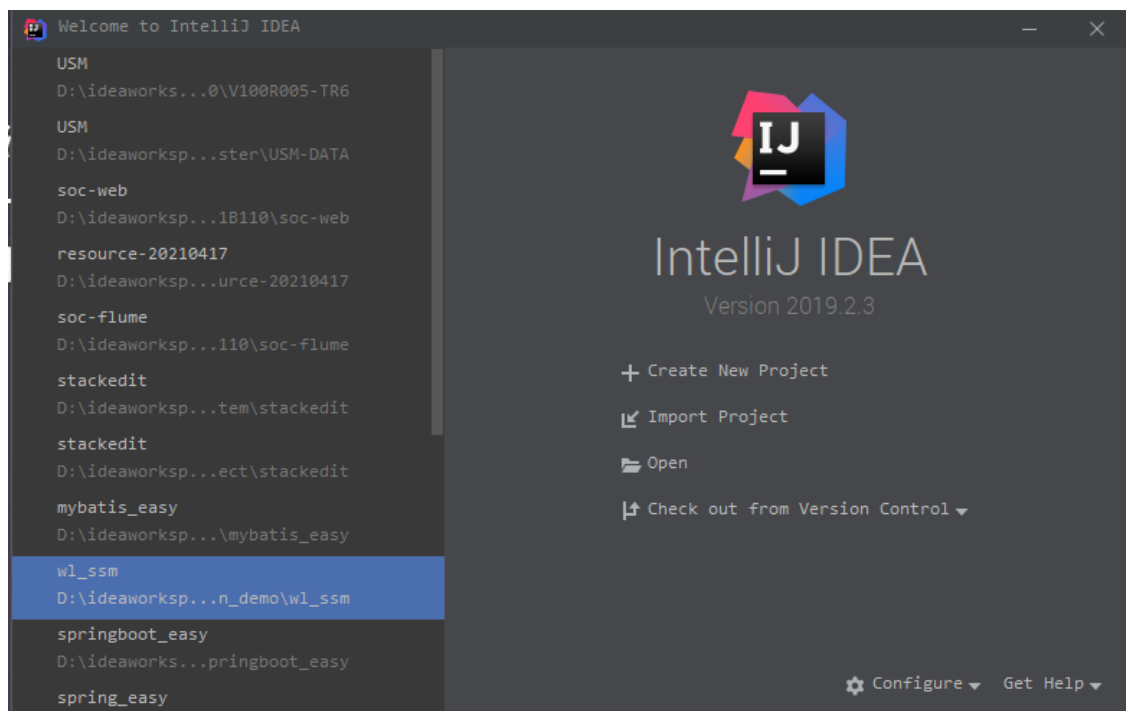 Welcome to IntelliJ IDEA
USM
D:\ideaworks...0\V100R005-TR6
USM
D:\ideaworksp...ster\USM-DATA
soc-web
D:\ideaworksp...1B110\soc-web
resource-20210417
D:\ideaworksp...urce-20210417
soc-flume
D:\ideaworksp...110\soc-flume
stackedit
D:\ideaworksp...tem\stackedit
stackedit
D:\ideaworksp...ect\stackedit
mybatis_easy
D:\ideaworksp...\mybatis_easy
wl_ssm
D:\ideaworksp...n_demo\wl_ssm
springboot_easy
D:\ideaworks...pringboot_easy
spring_easy
IJ
IntelliJ IDEA
Version 2019.2.3
Create New Project
Import Project
Open
Check out from Version Control
Configure
Get Help